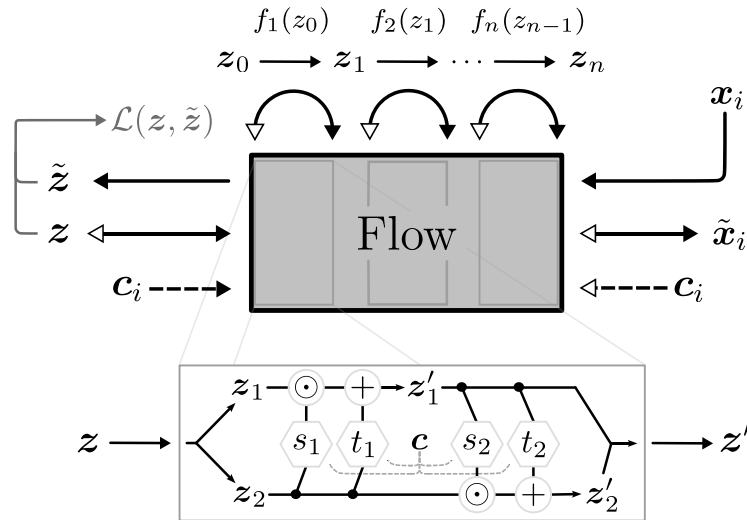 f₁(z₀) f₂(z₁) fₙ(zₙ₋₁)
z₀ z₁ ⋯ zₙ
xᵢ
ℒ(z, z̃)
z̃
z Flow x̃ᵢ
cᵢ cᵢ
z₁ ⊙ + z′₁
z s₁ t₁ c s₂ t₂ z′
z₂ ⊙ + z′₂